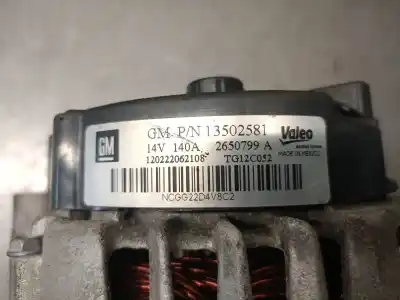 GM P/N 13502581
GM
14V 140A 2650799 A
Valeo
120222062108 TG12C052
MADE IN MEXICO
NCGG22D4V8C2